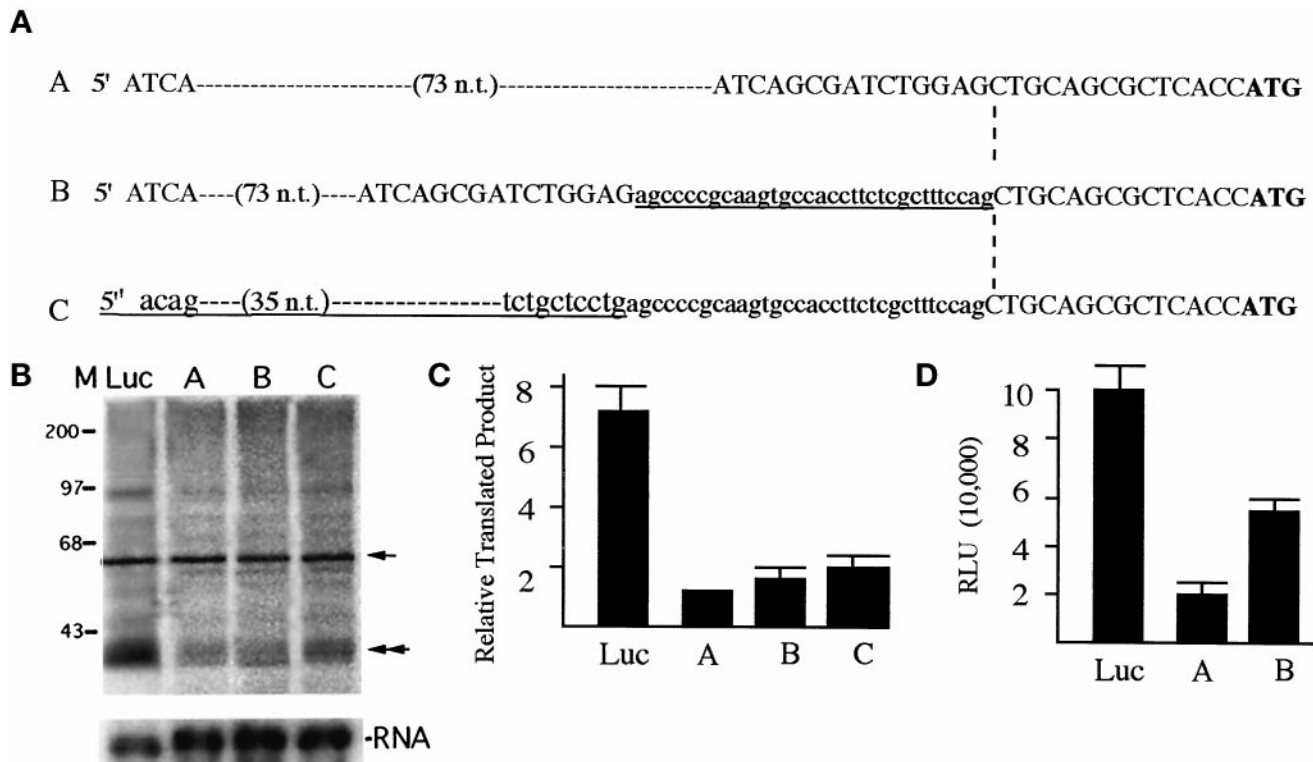 A
A 5' ATCA-----------------------(73 n.t.)-------------------------ATCAGCGATCTGGAGCTGCAGCGCTCACCATG
B 5' ATCA----(73 n.t.)----ATCAGCGATCTGGAGagccccgcaagtgccaccttctcgctttccagCTGCAGCGCTCACCATG
C 5" acag----(35 n.t.)----------------tctgctcctgagccccgcaagtgccaccttctcgctttccagCTGCAGCGCTCACCATG
B
M Luc A B C
200
97
68
43
-RNA
C
Relative Translated Product
8
6
4
2
Luc A B C
D
RLU (10,000)
10
8
6
4
2
Luc A B